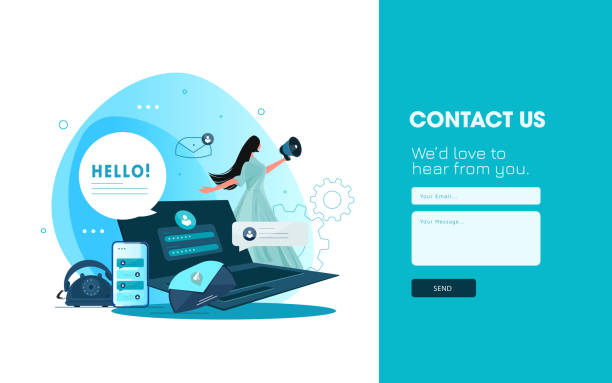 HELLO!
CONTACT US
We'd love to
hear from you.
Your Email...
Your Message...
SEND